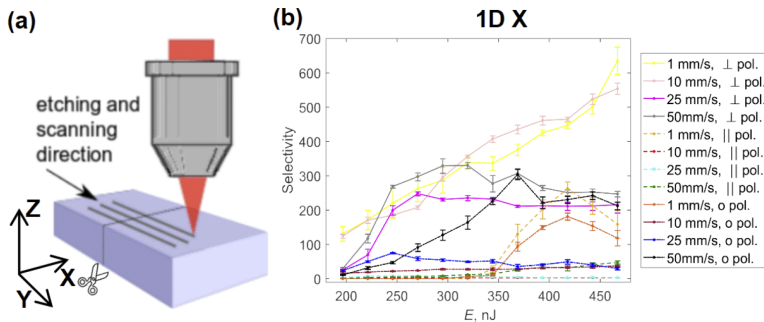 (a)
etching and
scanning
direction
Z
X
Y
(b)
1D X
Selectivity
700
600
500
400
300
200
100
0
200 250 300 350 400 450
E, nJ
1 mm/s, ⊥ pol.
10 mm/s, ⊥ pol.
25 mm/s, ⊥ pol.
50mm/s, ⊥ pol.
1 mm/s, || pol.
10 mm/s, || pol.
25 mm/s, || pol.
50mm/s, || pol.
1 mm/s, o pol.
10 mm/s, o pol.
25 mm/s, o pol.
50mm/s, o pol.